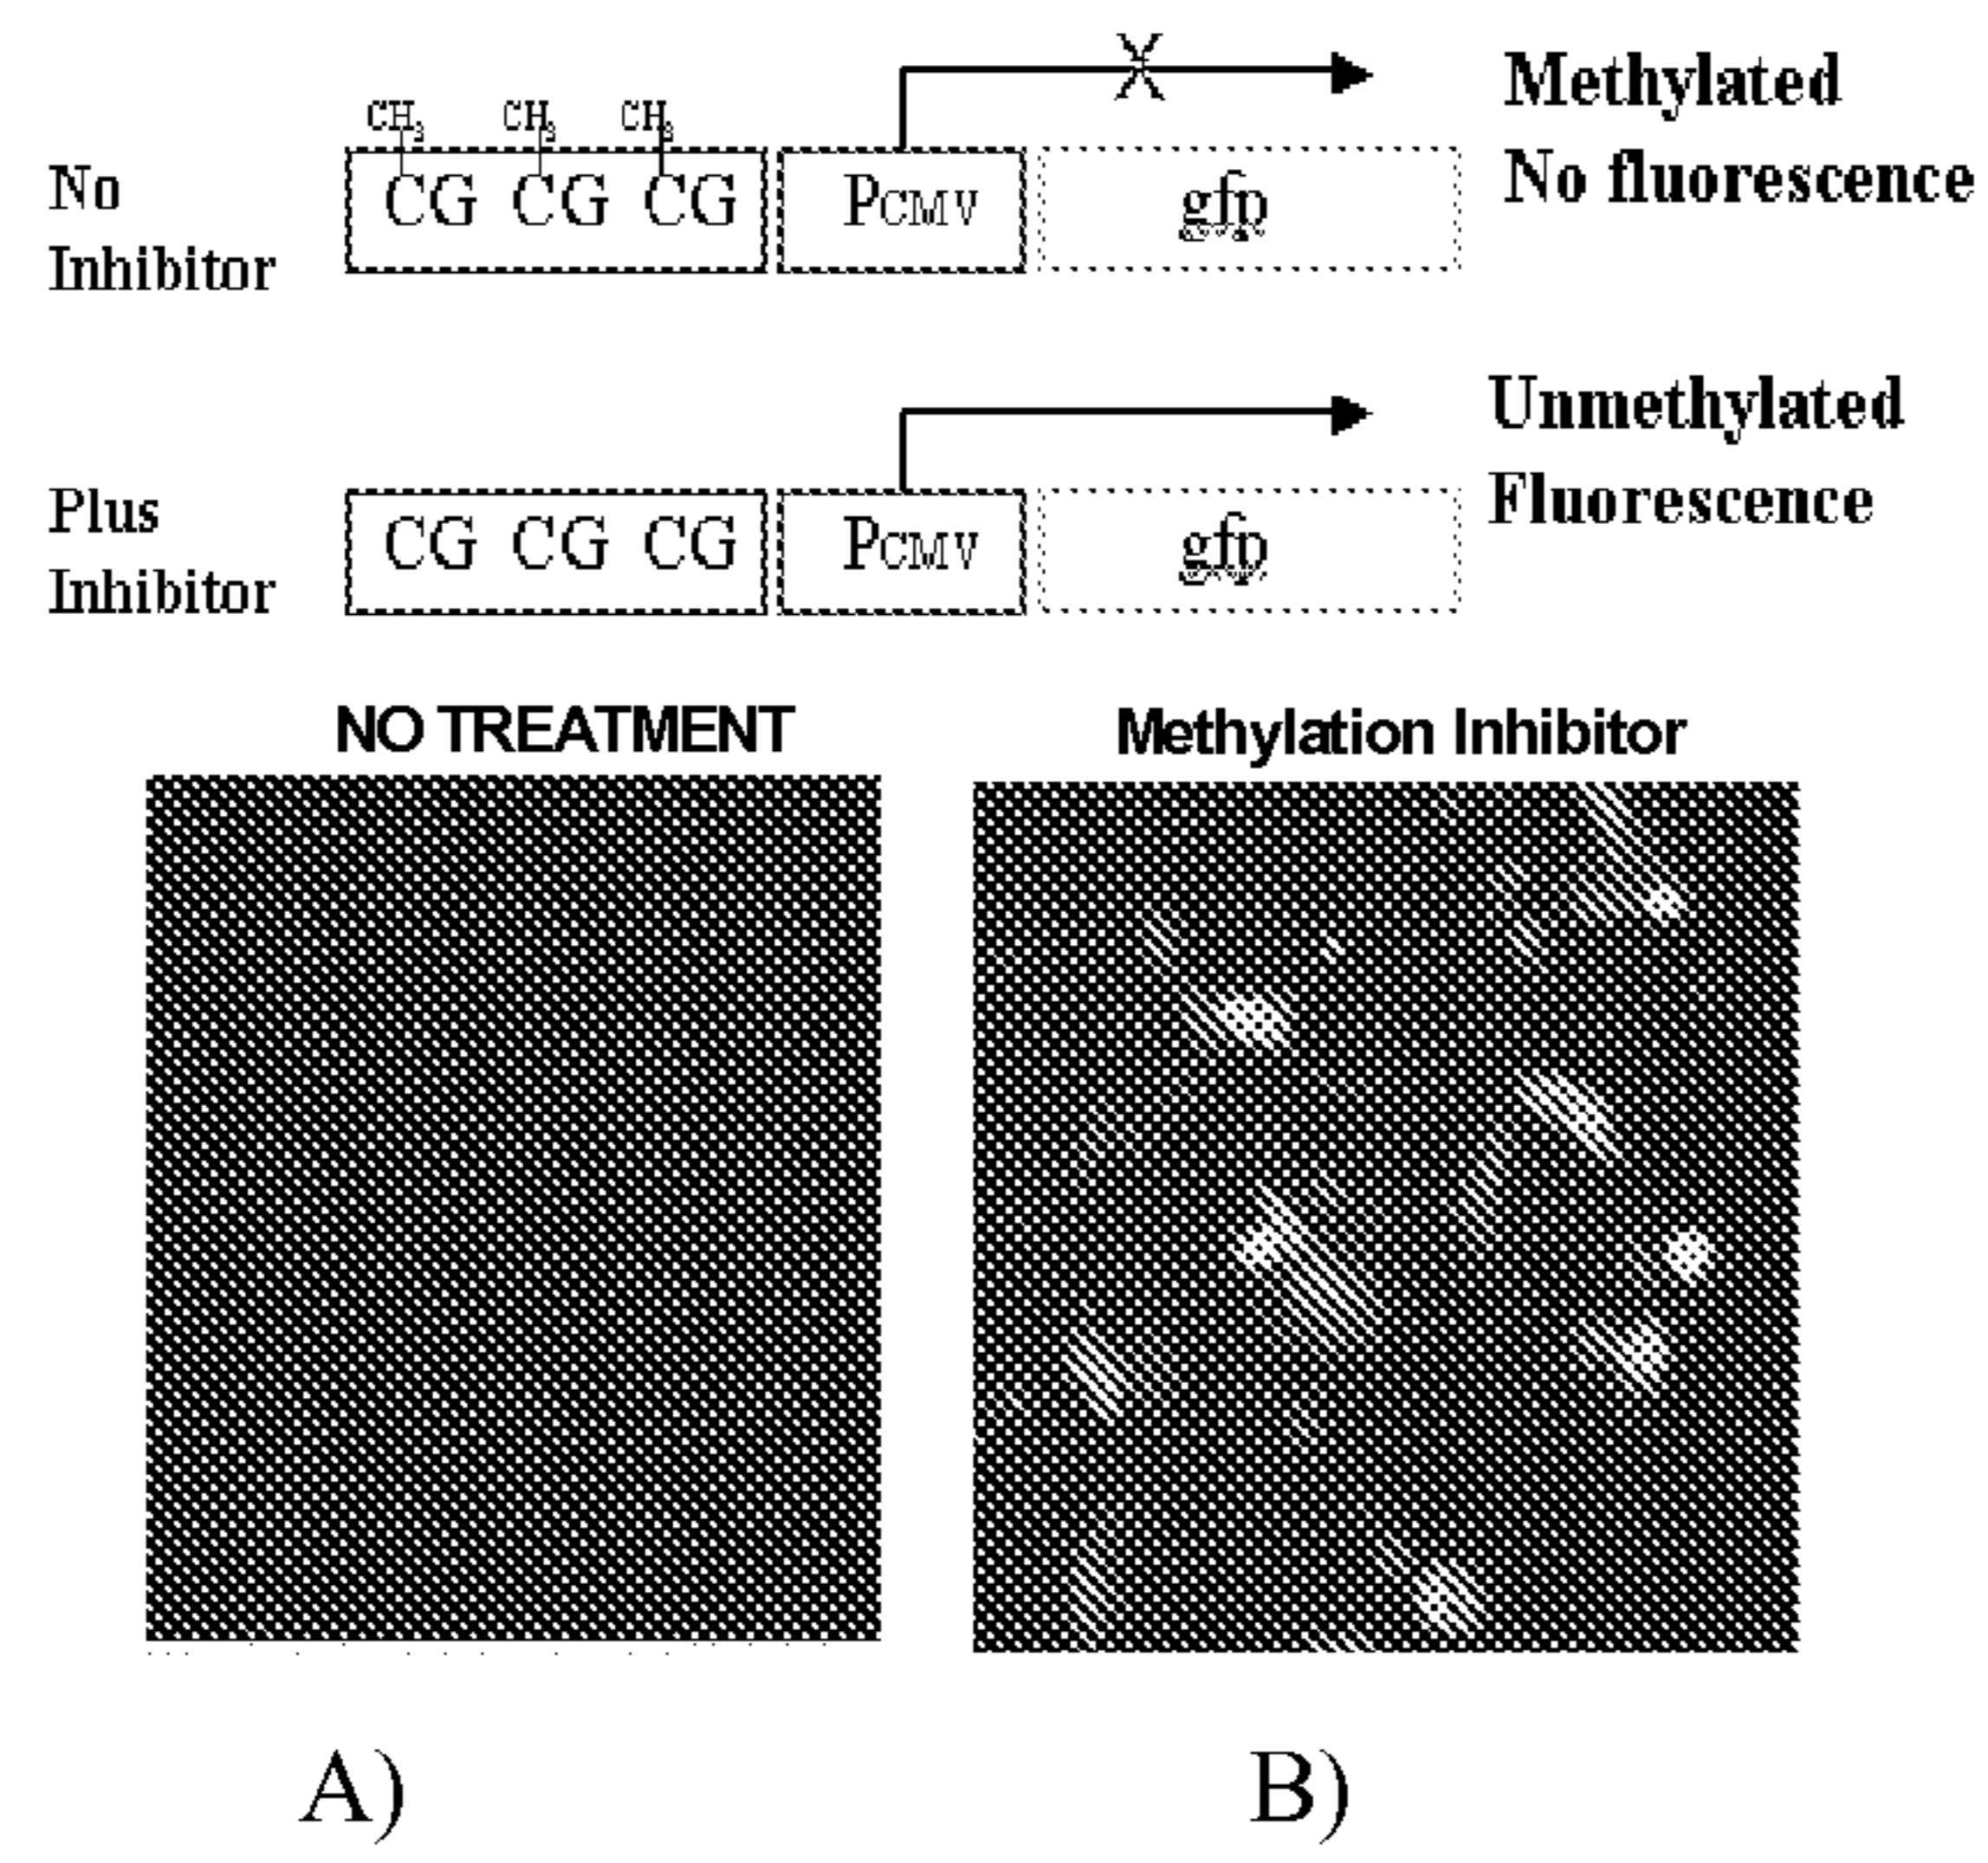 CH3 CH3 CH3
Methylated
No fluorescence
No
Inhibitor
CG CG CG
PCMV
gfp
Unmethylated
Fluorescence
Plus
Inhibitor
CG CG CG
PCMV
gfp
NO TREATMENT
Methylation Inhibitor
A)
B)